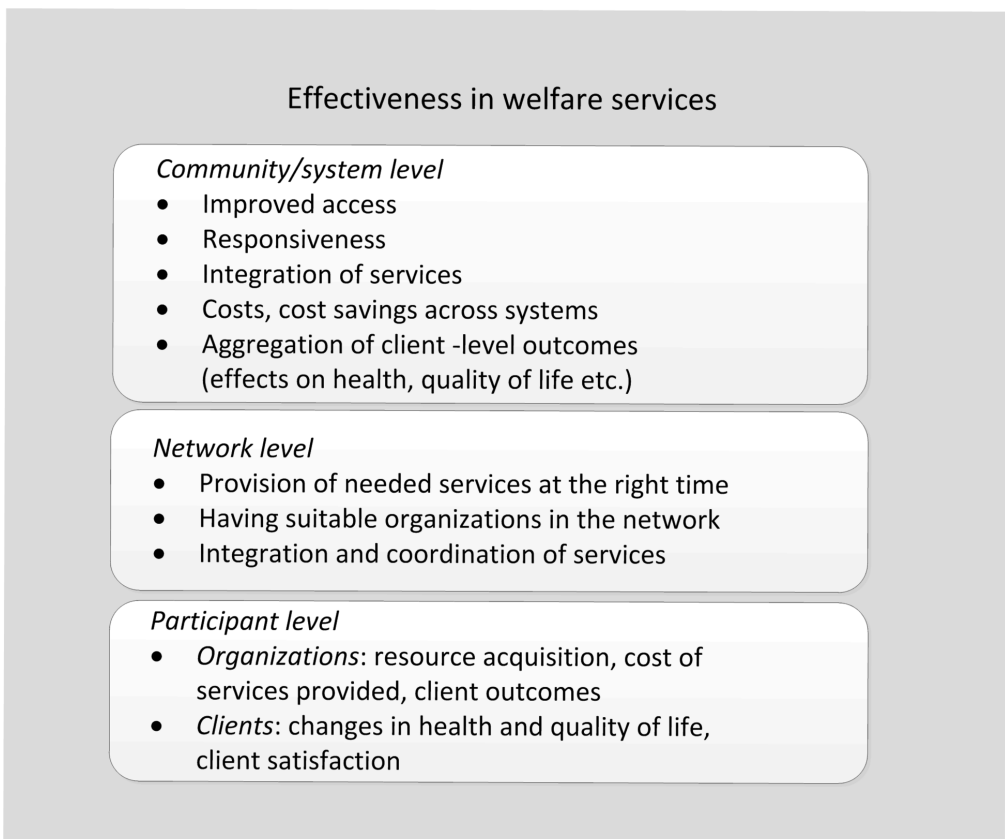 Effectiveness in welfare services
Community/system level
• Improved access
• Responsiveness
• Integration of services
• Costs, cost savings across systems
• Aggregation of client -level outcomes
(effects on health, quality of life etc.)
Network level
• Provision of needed services at the right time
• Having suitable organizations in the network
• Integration and coordination of services
Participant level
• Organizations: resource acquisition, cost of
services provided, client outcomes
• Clients: changes in health and quality of life,
client satisfaction